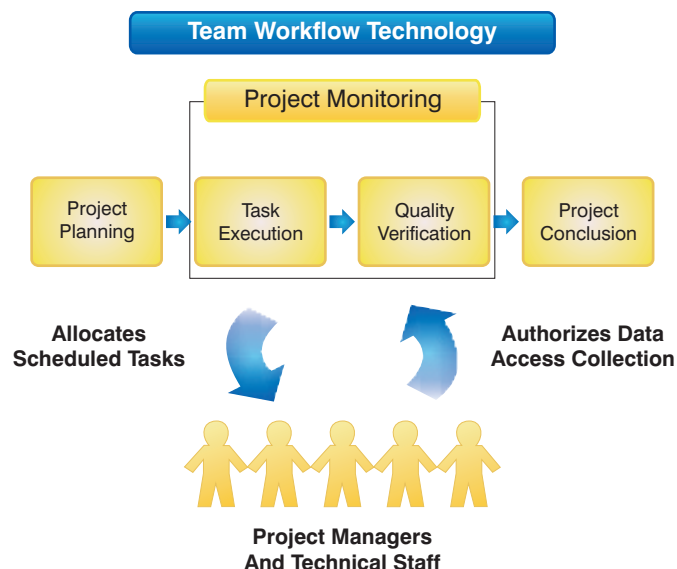 Team Workflow Technology
Project Monitoring
Project
Planning
Task
Execution
Quality
Verification
Project
Conclusion
Allocates
Scheduled Tasks
Authorizes Data
Access Collection
Project Managers
And Technical Staff